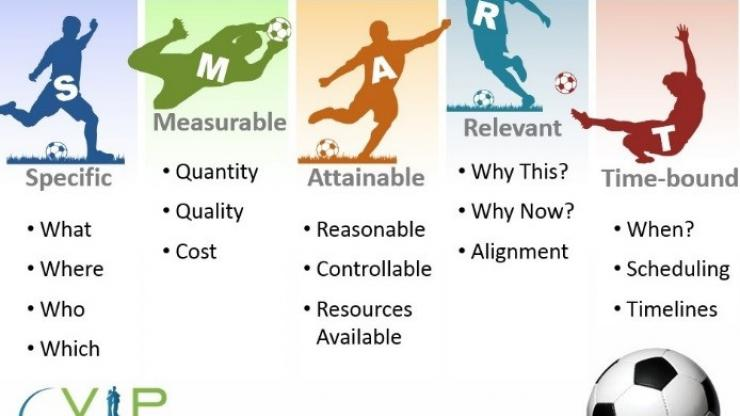 S
M
A
R
T
Specific
• What
• Where
• Who
• Which
Measurable
• Quantity
• Quality
• Cost
Attainable
• Reasonable
• Controllable
• Resources
Available
Relevant
• Why This?
• Why Now?
• Alignment
Time-bound
• When?
• Scheduling
• Timelines
VIP